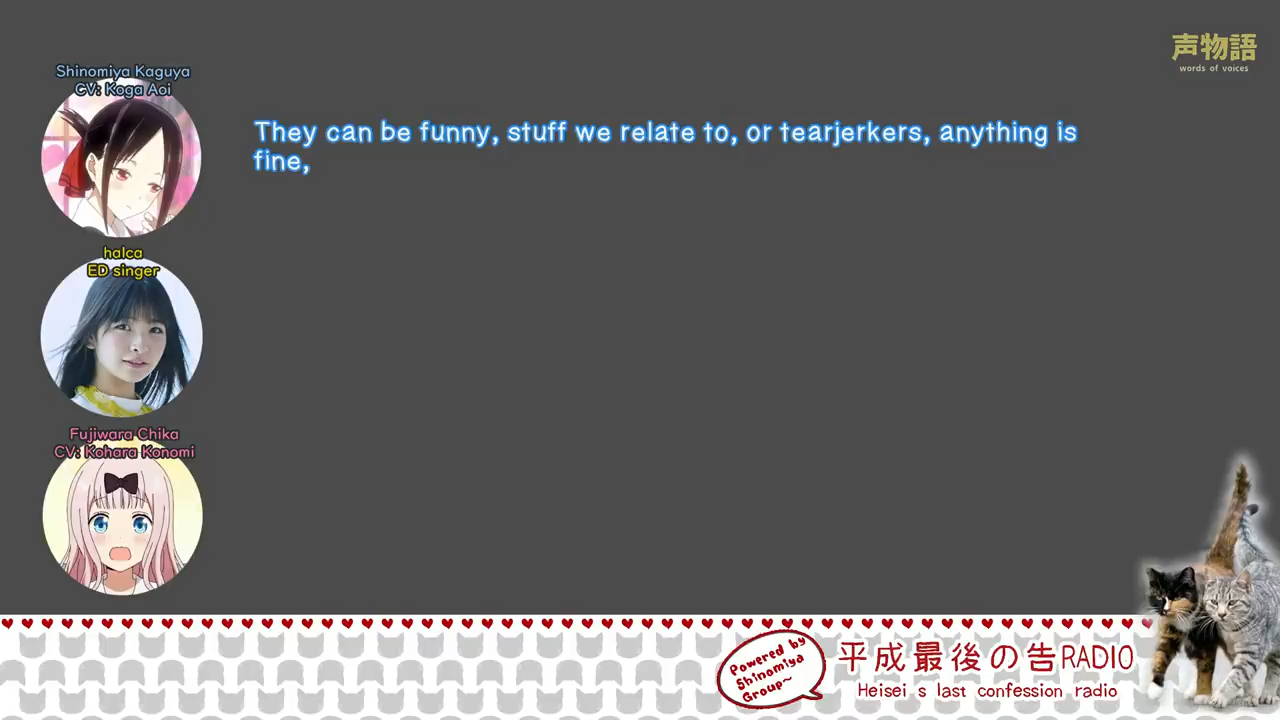 声物語
words of voices
Shinomiya Kaguya
CV: Koga Aoi
They can be funny, stuff we relate to, or tearjerkers, anything is
fine,
halca
ED singer
Fujiwara Chika
CV: Kohara Konomi
Powered by
Shinomiya
Group~
平成最後の告RADIO
Heisei s last confession radio